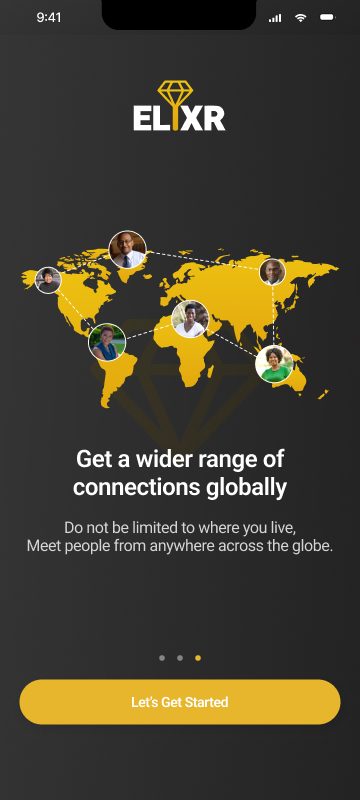 9:41
ELIXR
Get a wider range of
connections globally
Do not be limited to where you live,
Meet people from anywhere across the globe.
Let's Get Started